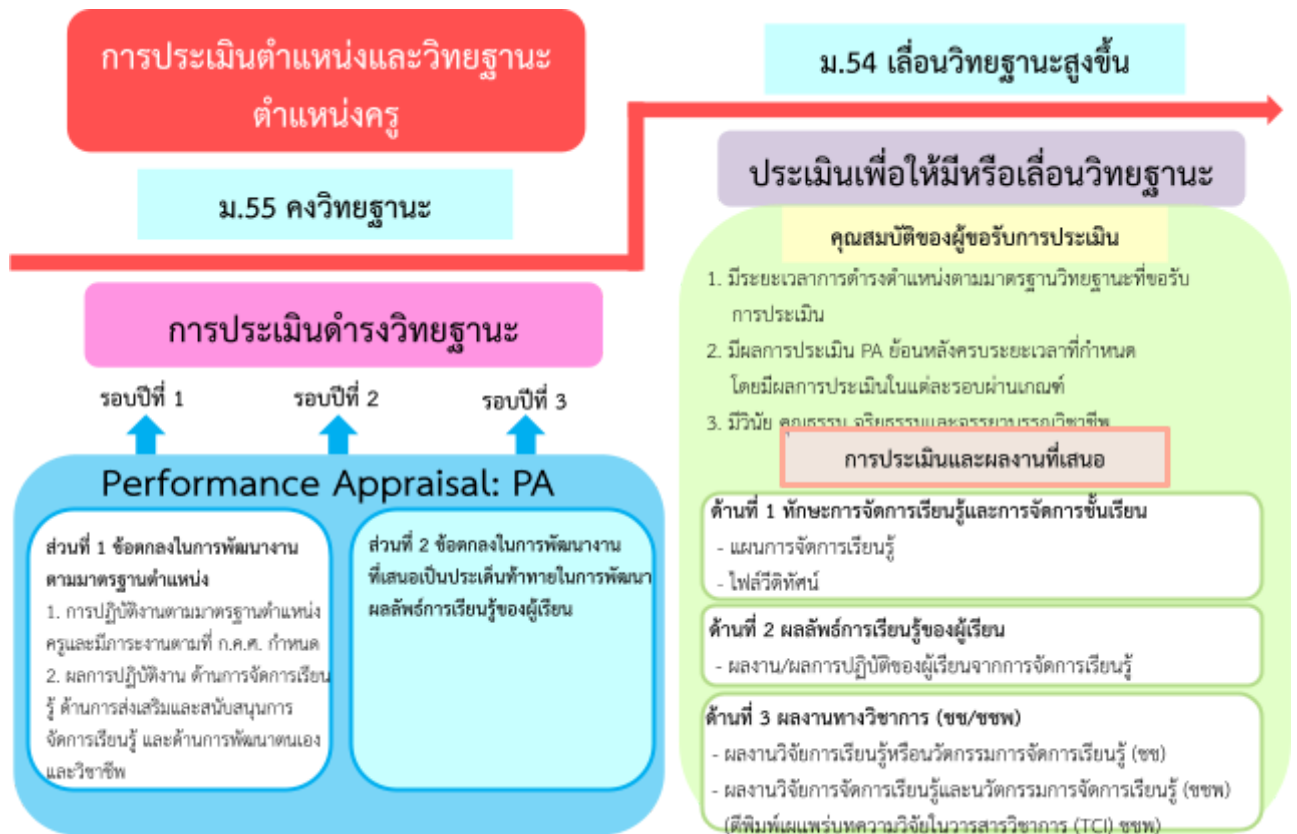 การประเมินตำแหน่งและวิทยฐานะ
ตำแหน่งครู
ม.55 คงวิทยฐานะ
การประเมินดำรงวิทยฐานะ
รอบปีที่ 1
รอบปีที่ 2
รอบปีที่ 3
Performance Appraisal: PA
ส่วนที่ 1 ข้อตกลงในการพัฒนางาน
ตามมาตรฐานตำแหน่ง
1. การปฏิบัติงานตามมาตรฐานตำแหน่ง
ครูและมีภาระงานตามที่ ก.ค.ศ. กำหนด
2. ผลการปฏิบัติงาน ด้านการจัดการเรียน
รู้ ด้านการส่งเสริมและสนับสนุนการ
จัดการเรียนรู้ และด้านการพัฒนาตนเอง
และวิชาชีพ
ส่วนที่ 2 ข้อตกลงในการพัฒนางาน
ที่เสนอเป็นประเด็นท้าทายในการพัฒนา
ผลลัพธ์การเรียนรู้ของผู้เรียน
ม.54 เลื่อนวิทยฐานะสูงขึ้น
ประเมินเพื่อให้มีหรือเลื่อนวิทยฐานะ
คุณสมบัติของผู้ขอรับการประเมิน
1. มีระยะเวลาการดำรงตำแหน่งตามมาตรฐานวิทยฐานะที่ขอรับ
การประเมิน
2. มีผลการประเมิน PA ย้อนหลังครบระยะเวลาที่กำหนด
โดยมีผลการประเมินในแต่ละรอบผ่านเกณฑ์
3. มีวินัย คุณธรรม จริยธรรมและจรรยาบรรณวิชาชีพ
การประเมินและผลงานที่เสนอ
ด้านที่ 1 ทักษะการจัดการเรียนรู้และการจัดการชั้นเรียน
- แผนการจัดการเรียนรู้
- ไฟล์วีดิทัศน์
ด้านที่ 2 ผลลัพธ์การเรียนรู้ของผู้เรียน
- ผลงาน/ผลการปฏิบัติของผู้เรียนจากการจัดการเรียนรู้
ด้านที่ 3 ผลงานทางวิชาการ (ชช/ชชพ)
- ผลงานวิจัยการเรียนรู้หรือนวัตกรรมการจัดการเรียนรู้ (ชช)
- ผลงานวิจัยการจัดการเรียนรู้และนวัตกรรมการจัดการเรียนรู้ (ชชพ)
(ตีพิมพ์เผยแพร่บทความวิจัยในวารสารวิชาการ (TCI) ชชพ)